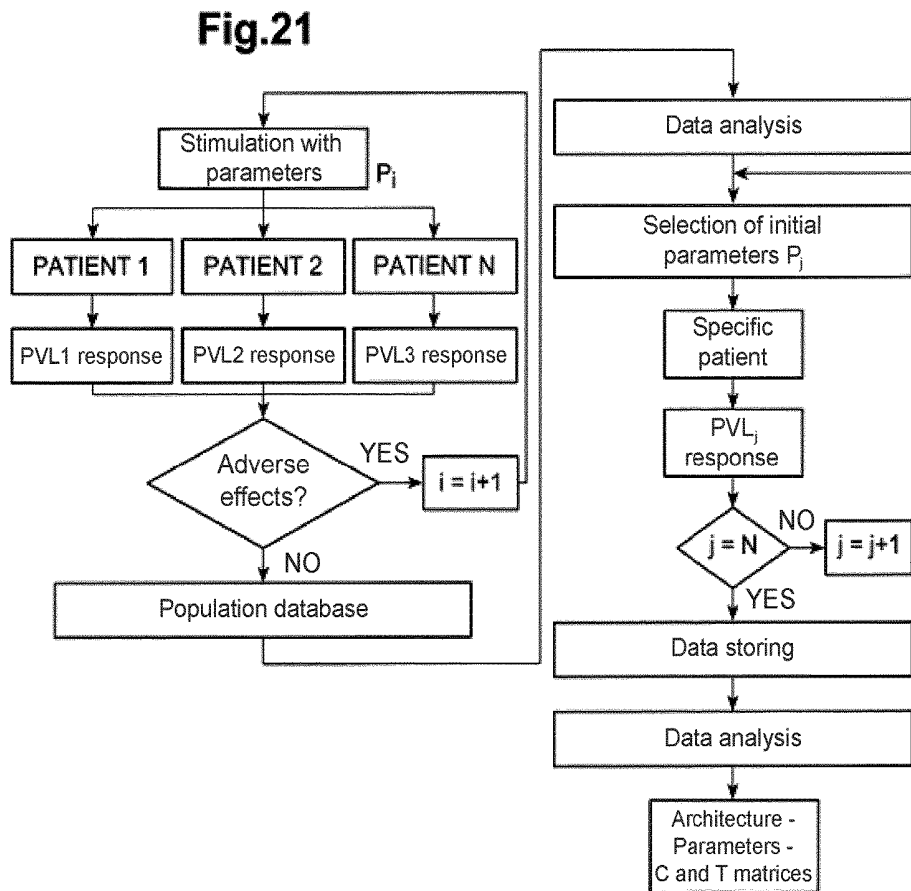 Fig.21
Stimulation with
parameters
Pi
PATIENT 1
PATIENT 2
PATIENT N
PVL1 response
PVL2 response
PVL3 response
Adverse
effects?
YES
i = i+1
NO
Population database
Data analysis
Selection of initial
parameters Pj
Specific
patient
PVLj
response
j = N
NO
j = j+1
YES
Data storing
Data analysis
Architecture -
Parameters -
C and T matrices